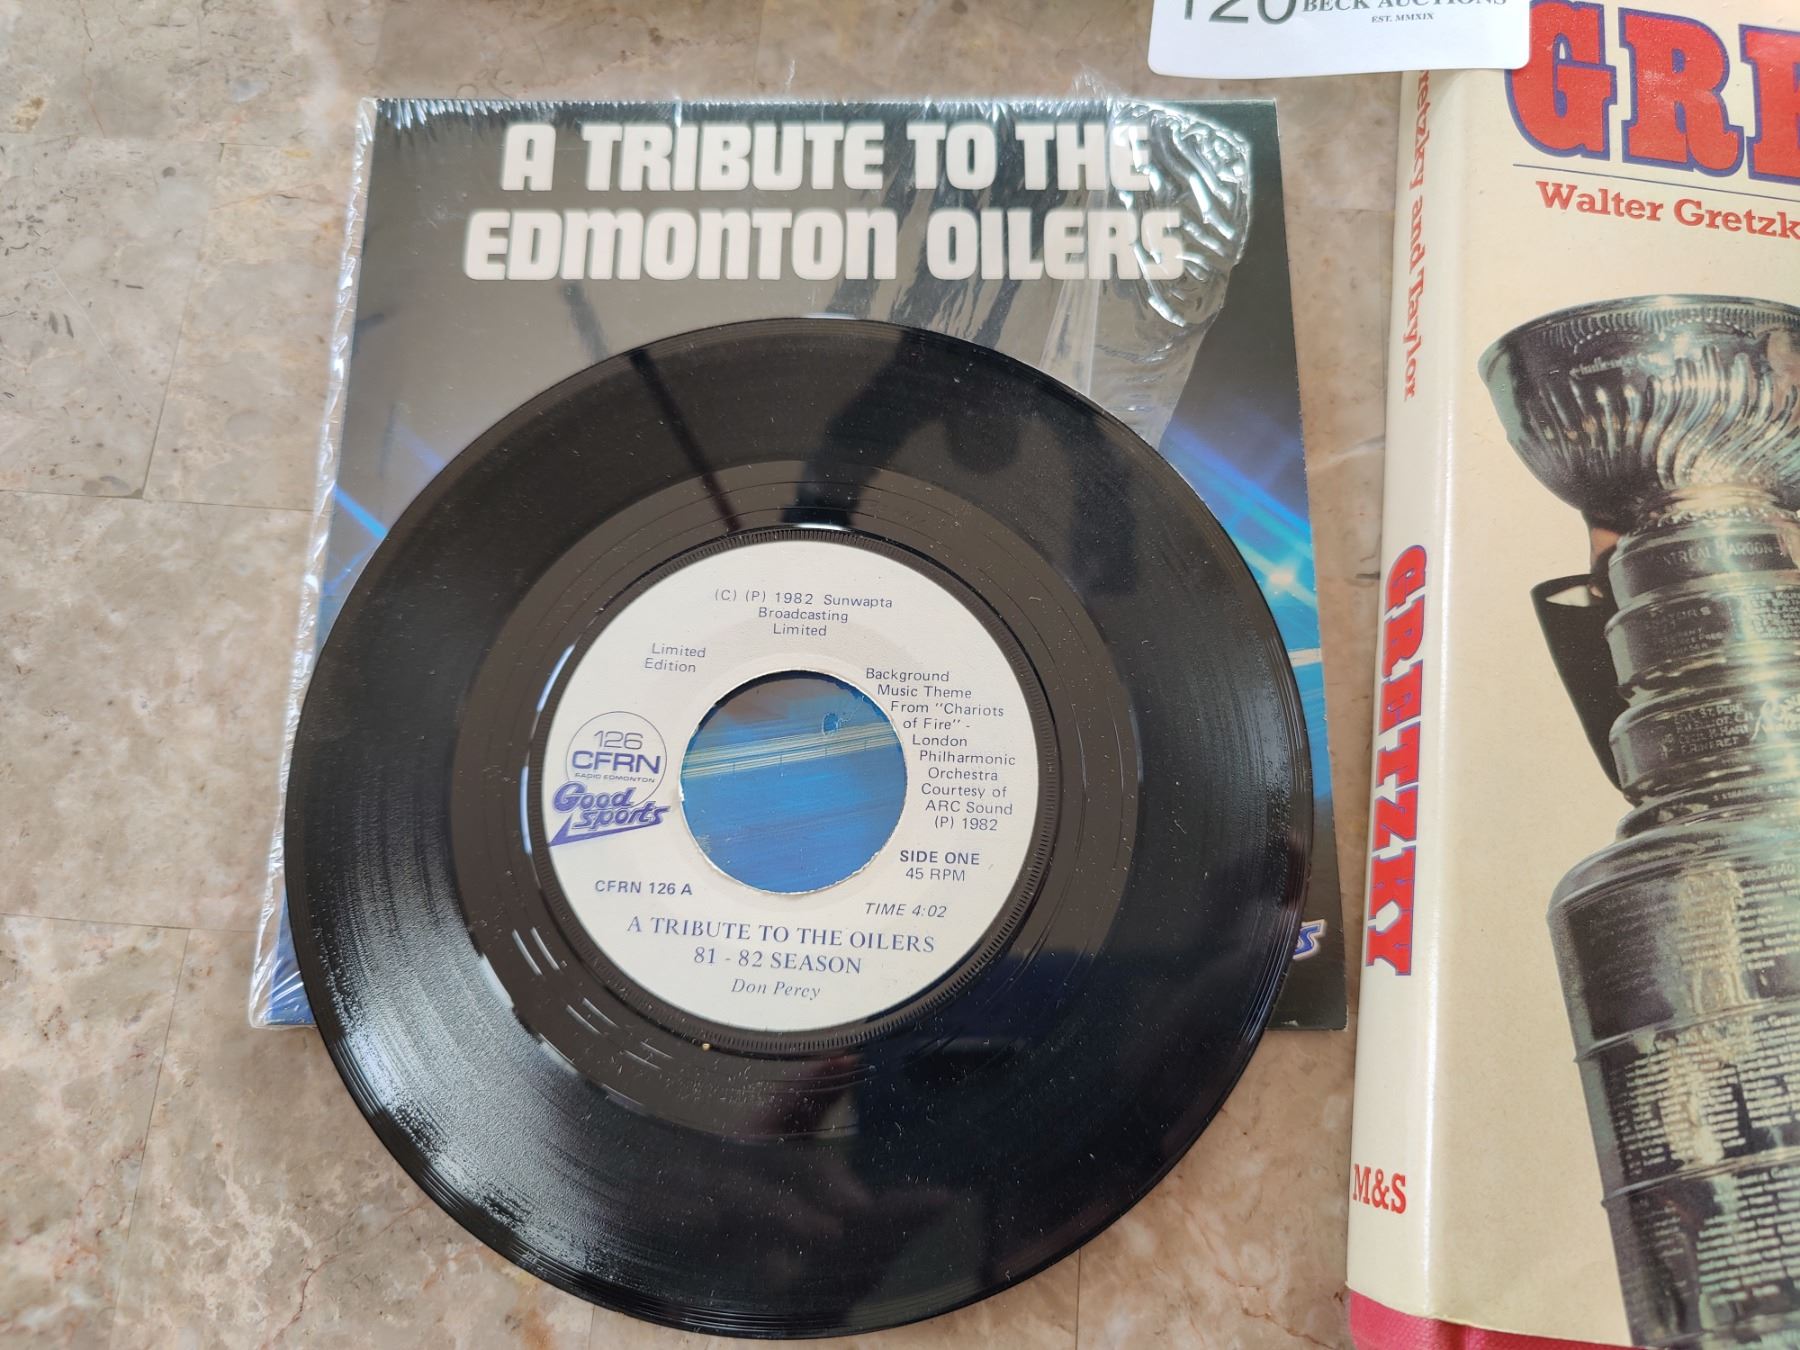 A TRIBUTE TO THE
EDMONTON OILERS
(C) (P) 1982 Sunwapta
Broadcasting
Limited
Limited
Edition
Background
Music Theme
From "Chariots
of Fire" -
London
Philharmonic
Orchestra
Courtesy of
ARC Sound
(P) 1982
126
CFRN
RADIO EDMONTON
Good
Sports
SIDE ONE
45 RPM
CFRN 126 A
TIME 4:02
A TRIBUTE TO THE OILERS
81 - 82 SEASON
Don Percy
120
BECK AUCTIONS
EST. MMXIX
GRE
Walter Gretzk
retzky and Taylor
GRETZKY
M&S